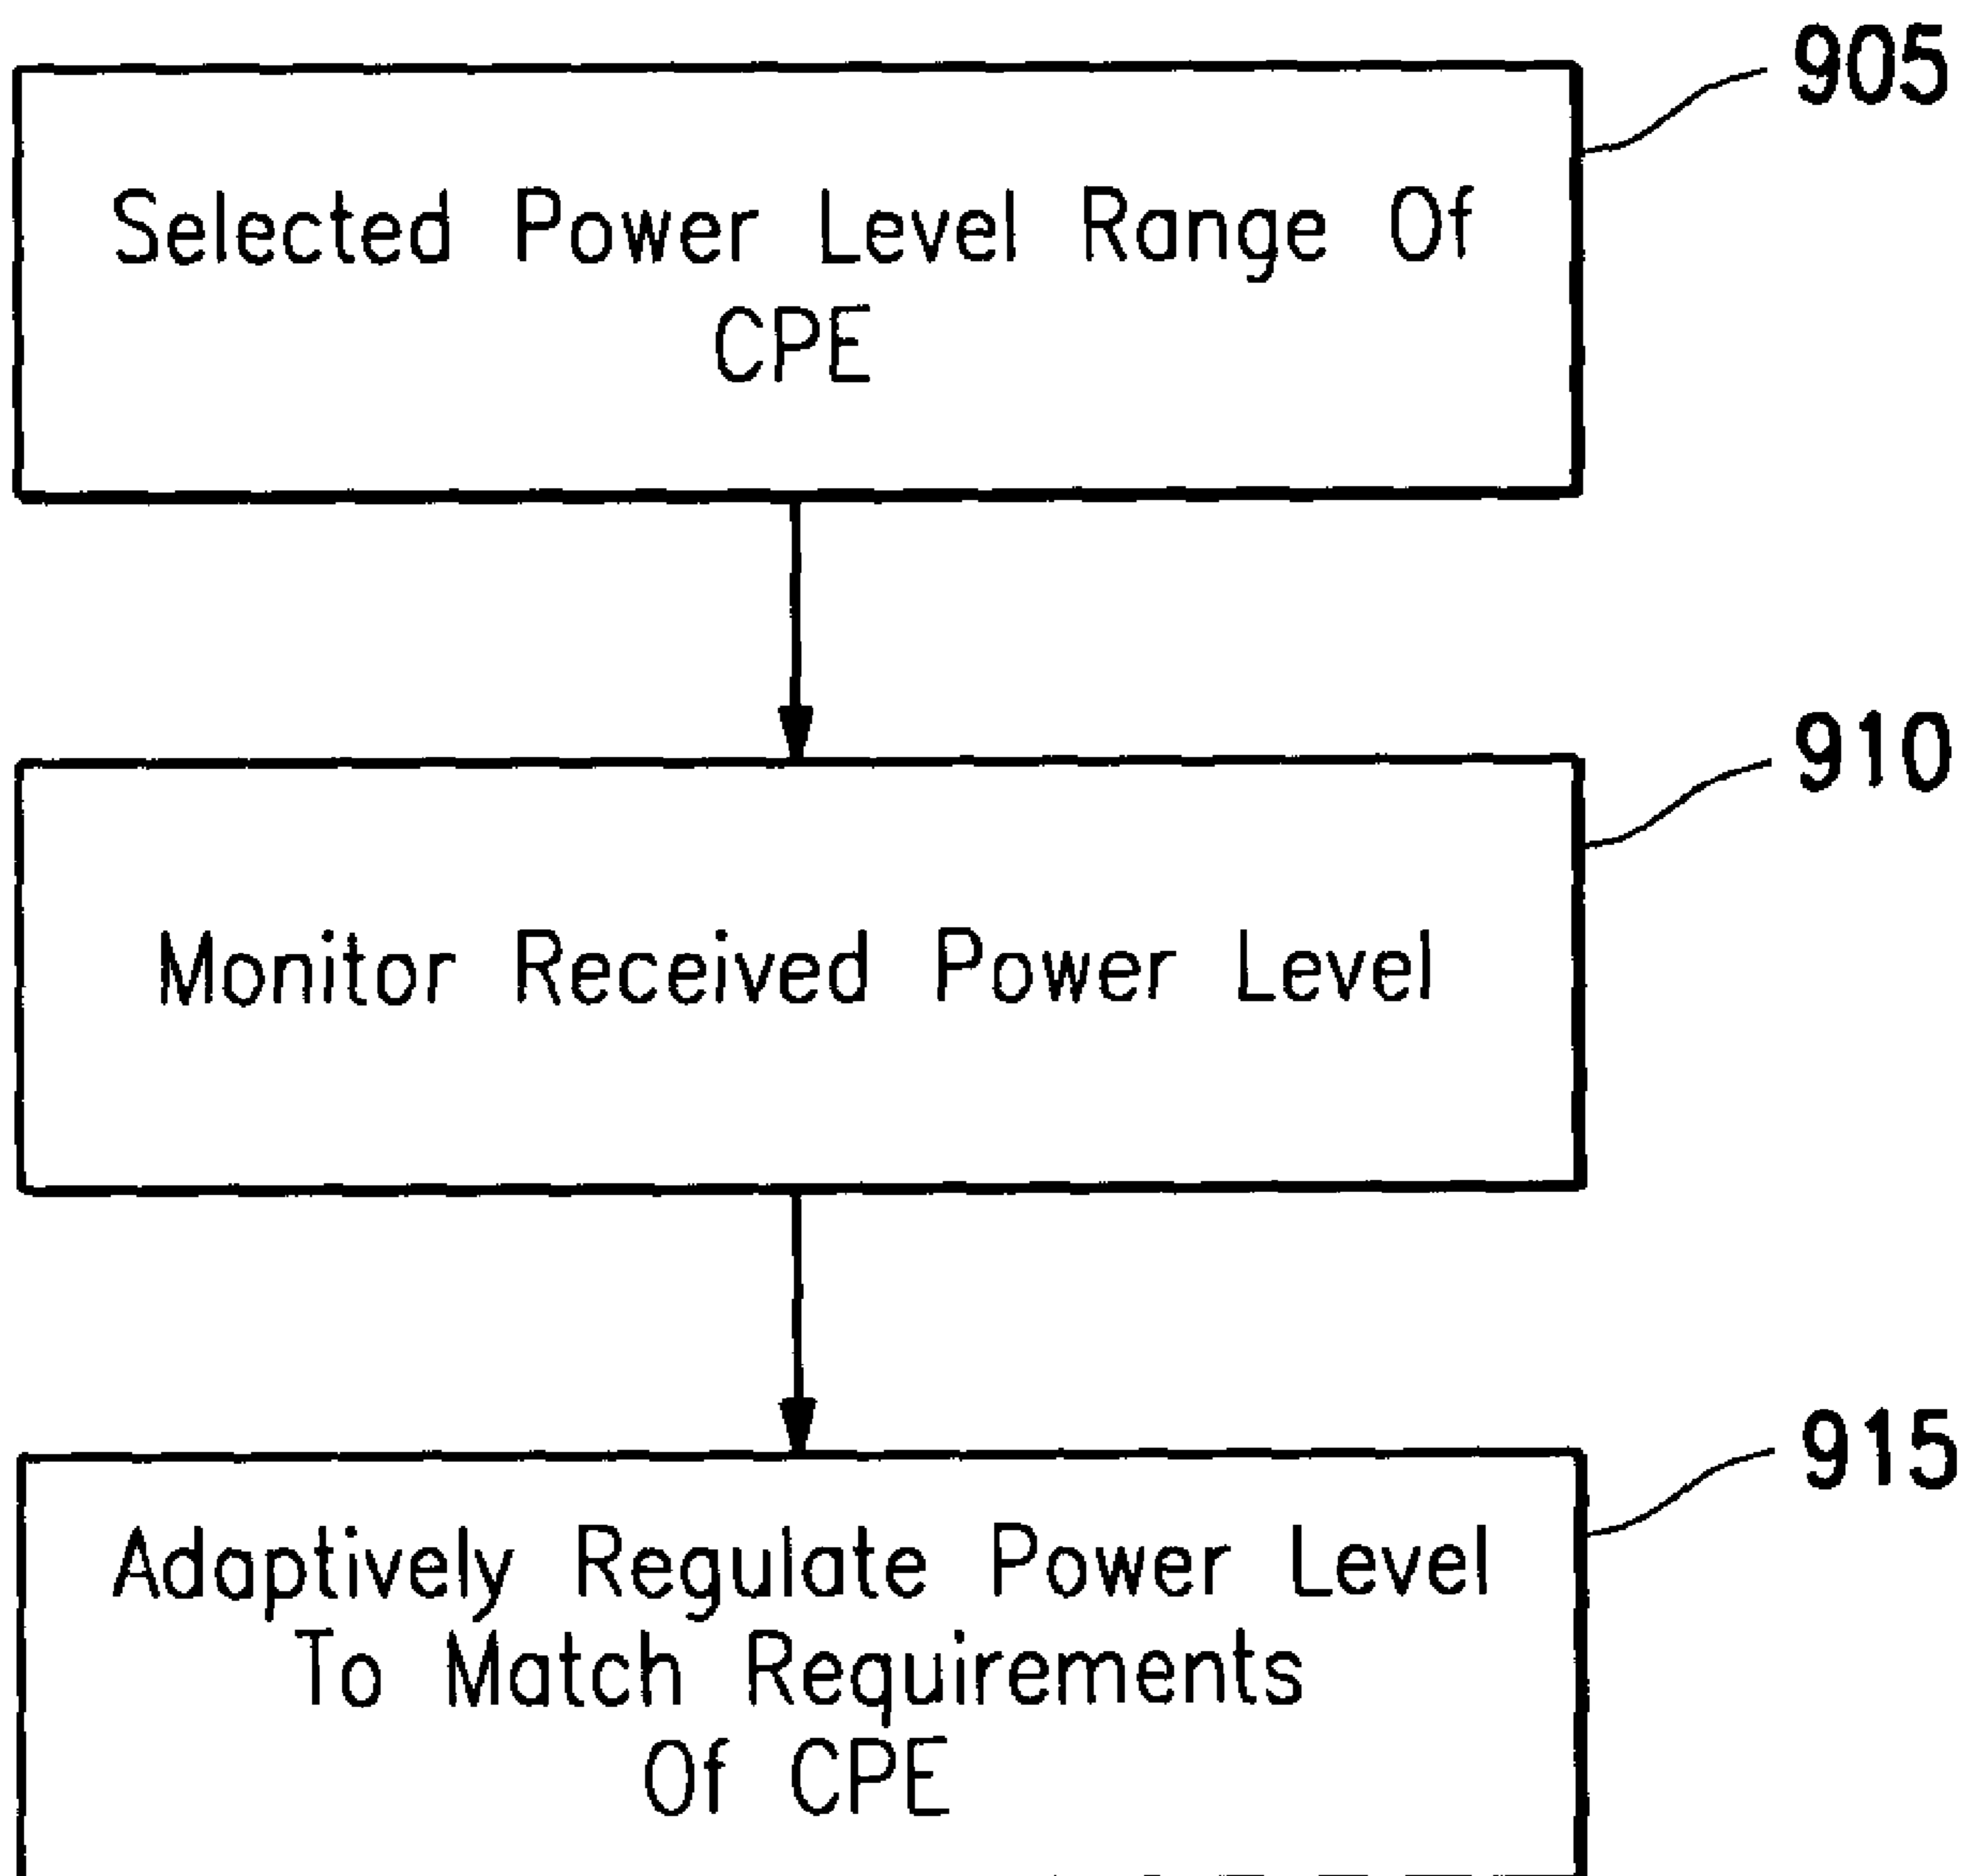 905
Selected Power Level Range Of
CPE
910
Monitor Received Power Level
915
Adaptively Regulate Power Level
To Match Requirements
Of CPE